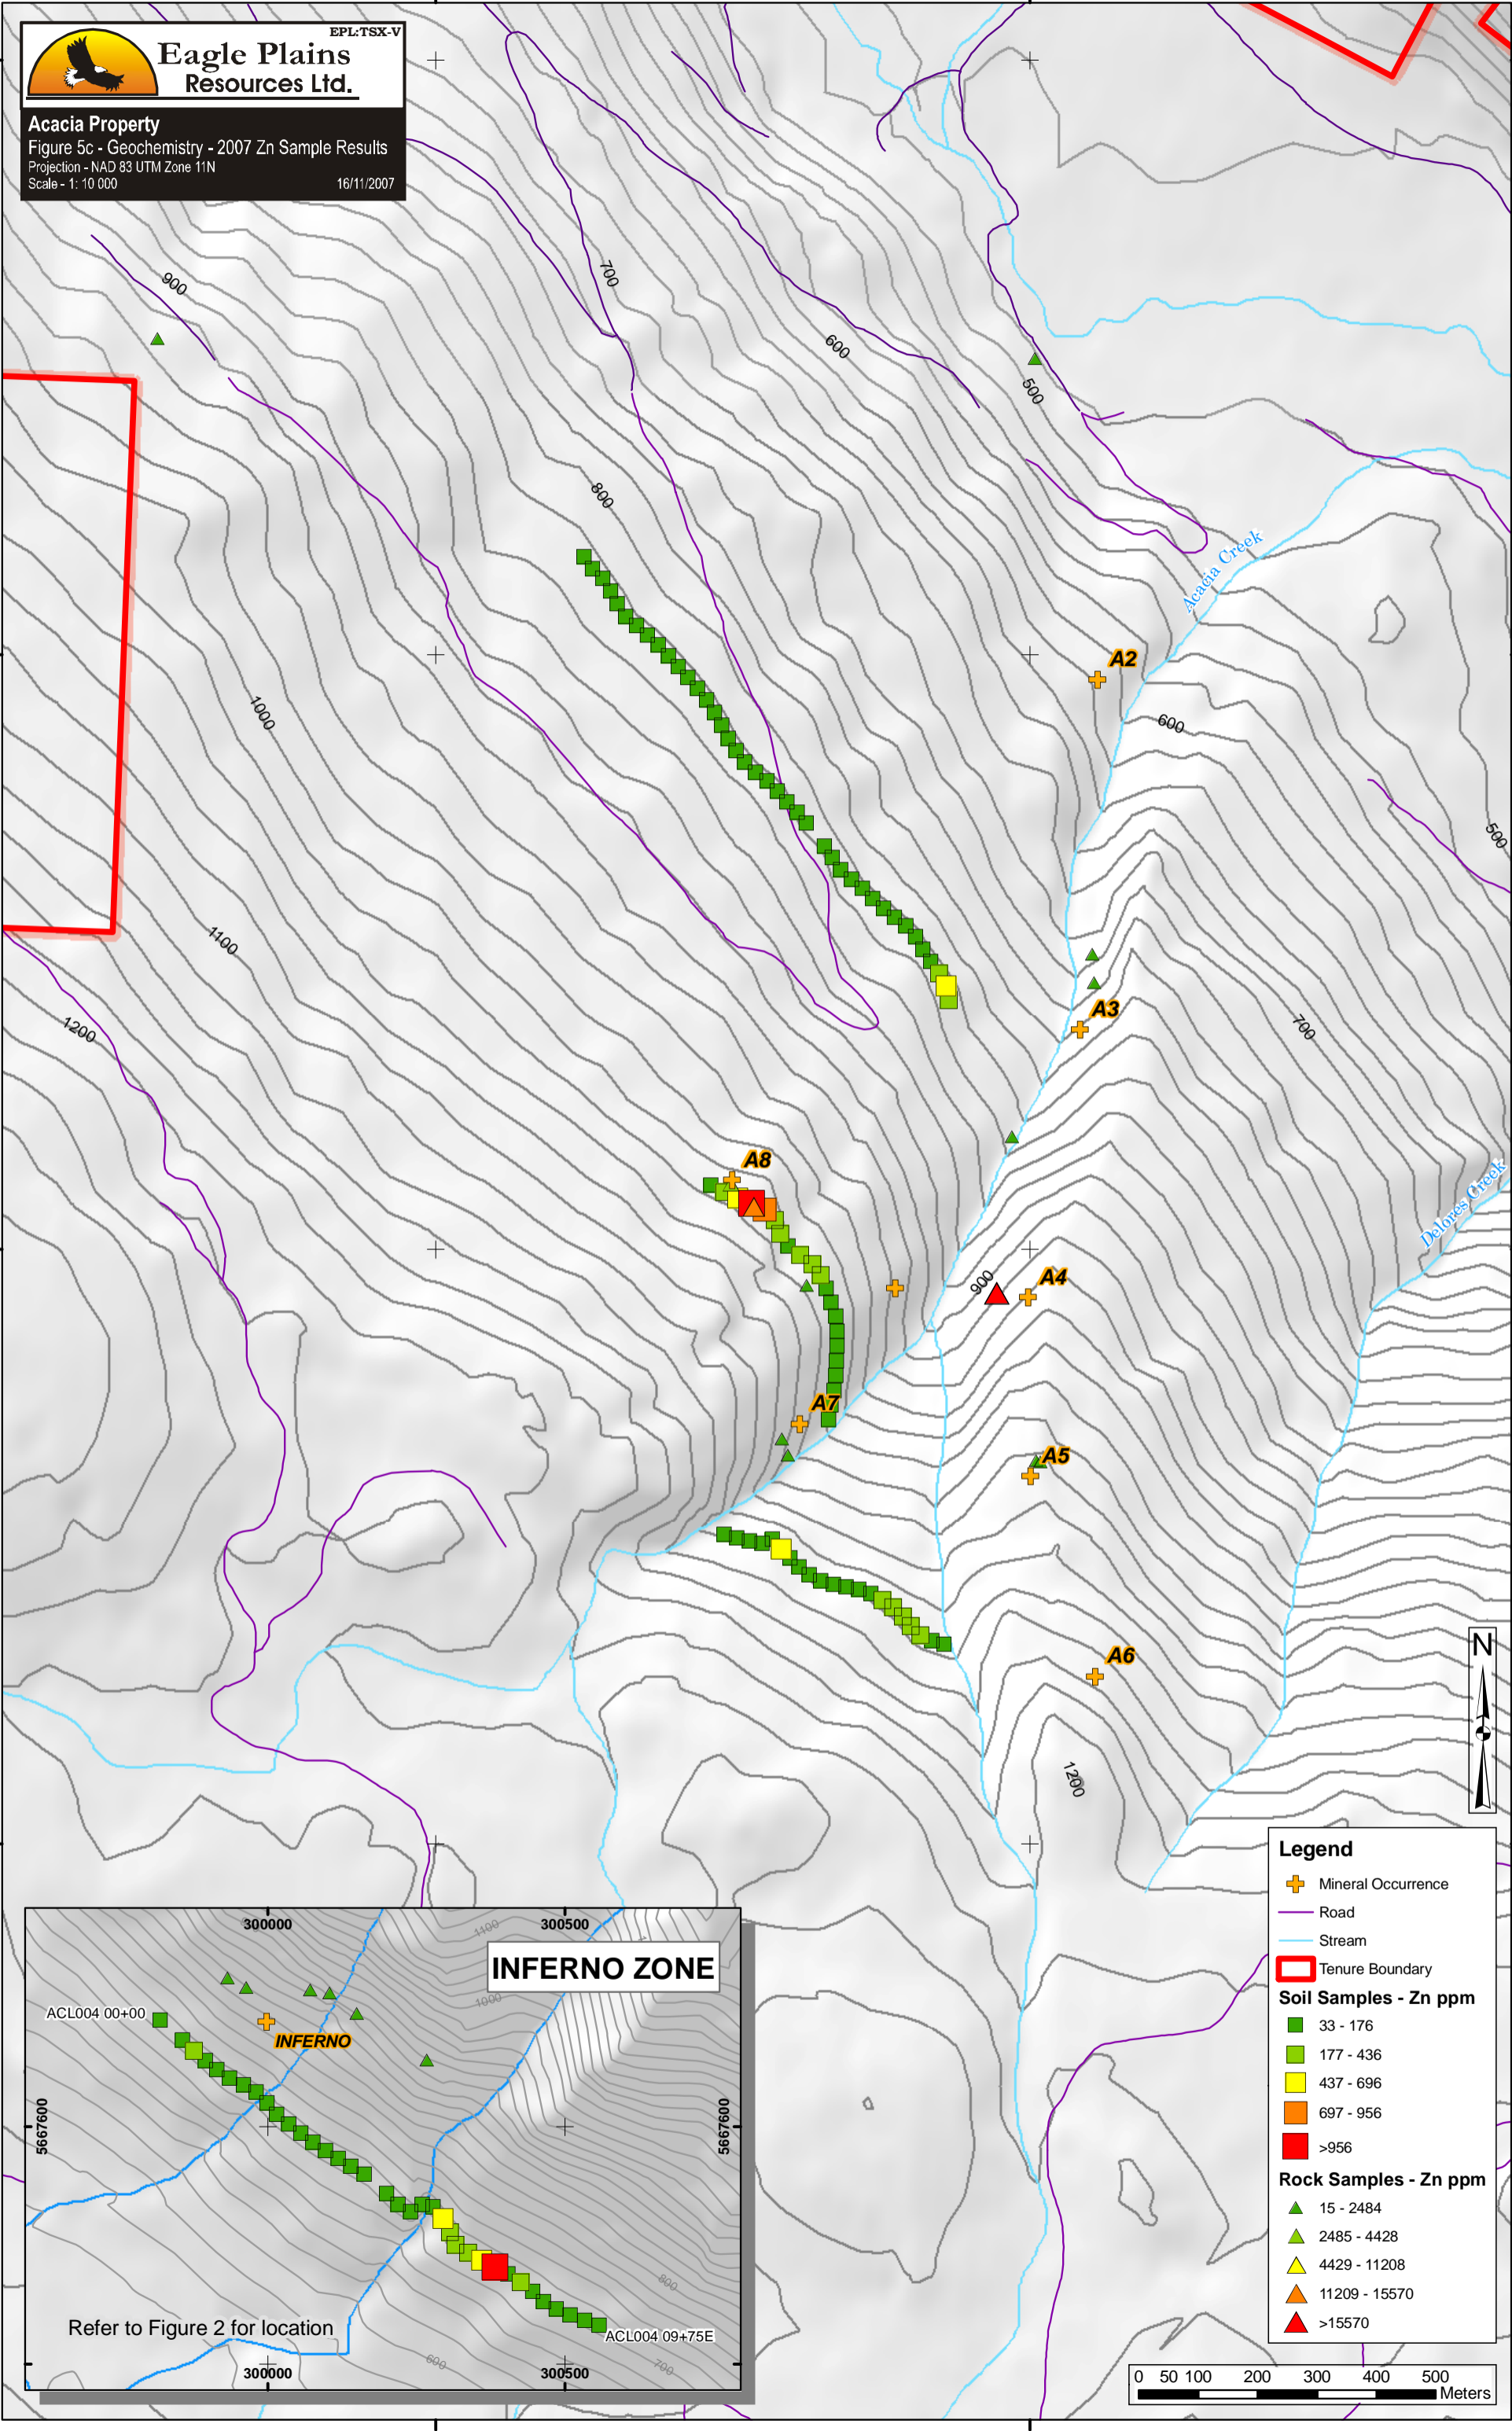 EPL:TSX-V
Eagle Plains
Resources Ltd.
Acacia Property
Figure 5c - Geochemistry - 2007 Zn Sample Results
Projection - NAD 83 UTM Zone 11N
Scale - 1: 10 000 16/11/2007
900
700
600
500
800
Acacia Creek
A2
600
1000
500
1100
A3
700
1200
A8
Delores Creek
900
A4
A7
A5
A6
N
1200
Legend
Mineral Occurrence
Road
Stream
Tenure Boundary
Soil Samples - Zn ppm
33 - 176
177 - 436
437 - 696
697 - 956
>956
Rock Samples - Zn ppm
15 - 2484
2485 - 4428
4429 - 11208
11209 - 15570
>15570
0 50 100 200 300 400 500
Meters
300000 300500
1100
INFERNO ZONE
1000
ACL004 00+00
INFERNO
5667600 5667600
800
Refer to Figure 2 for location
ACL004 09+75E
600 700
300000 300500